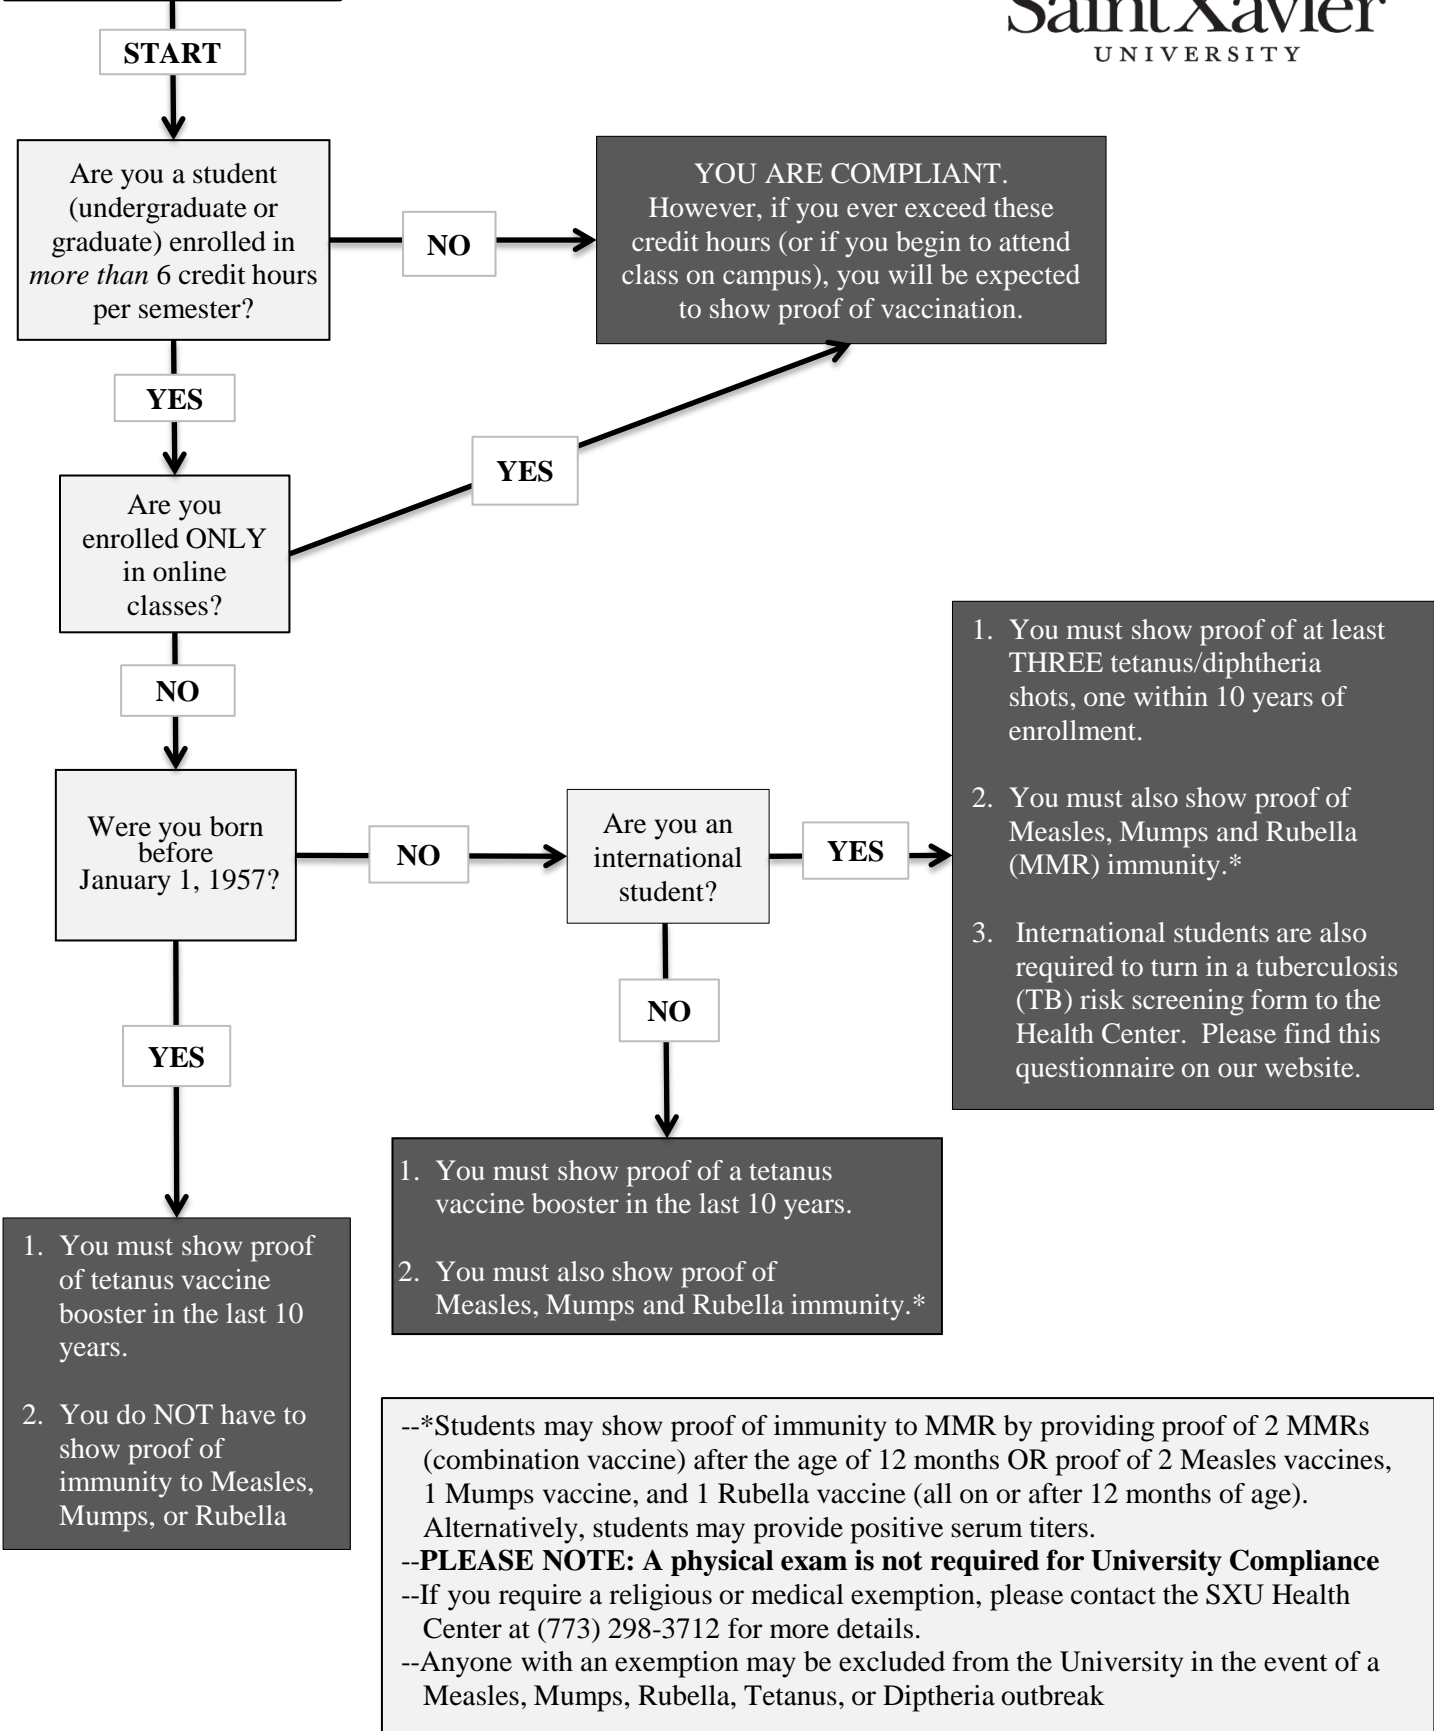 Saint Xavier
UNIVERSITY
START
Are you a student
(undergraduate or
graduate) enrolled in
more than 6 credit hours
per semester?
NO
YOU ARE COMPLIANT.
However, if you ever exceed these
credit hours (or if you begin to attend
class on campus), you will be expected
to show proof of vaccination.
YES
YES
Are you
enrolled ONLY
in online
classes?
NO
Were you born
before
January 1, 1957?
NO
Are you an
international
student?
YES
1. You must show proof of at least
THREE tetanus/diphtheria
shots, one within 10 years of
enrollment.
2. You must also show proof of
Measles, Mumps and Rubella
(MMR) immunity.*
3. International students are also
required to turn in a tuberculosis
(TB) risk screening form to the
Health Center. Please find this
questionnaire on our website.
NO
YES
1. You must show proof of a tetanus
vaccine booster in the last 10 years.
2. You must also show proof of
Measles, Mumps and Rubella immunity.*
1. You must show proof
of tetanus vaccine
booster in the last 10
years.
2. You do NOT have to
show proof of
immunity to Measles,
Mumps, or Rubella
--*Students may show proof of immunity to MMR by providing proof of 2 MMRs
(combination vaccine) after the age of 12 months OR proof of 2 Measles vaccines,
1 Mumps vaccine, and 1 Rubella vaccine (all on or after 12 months of age).
Alternatively, students may provide positive serum titers.
--PLEASE NOTE: A physical exam is not required for University Compliance
--If you require a religious or medical exemption, please contact the SXU Health
Center at (773) 298-3712 for more details.
--Anyone with an exemption may be excluded from the University in the event of a
Measles, Mumps, Rubella, Tetanus, or Diptheria outbreak